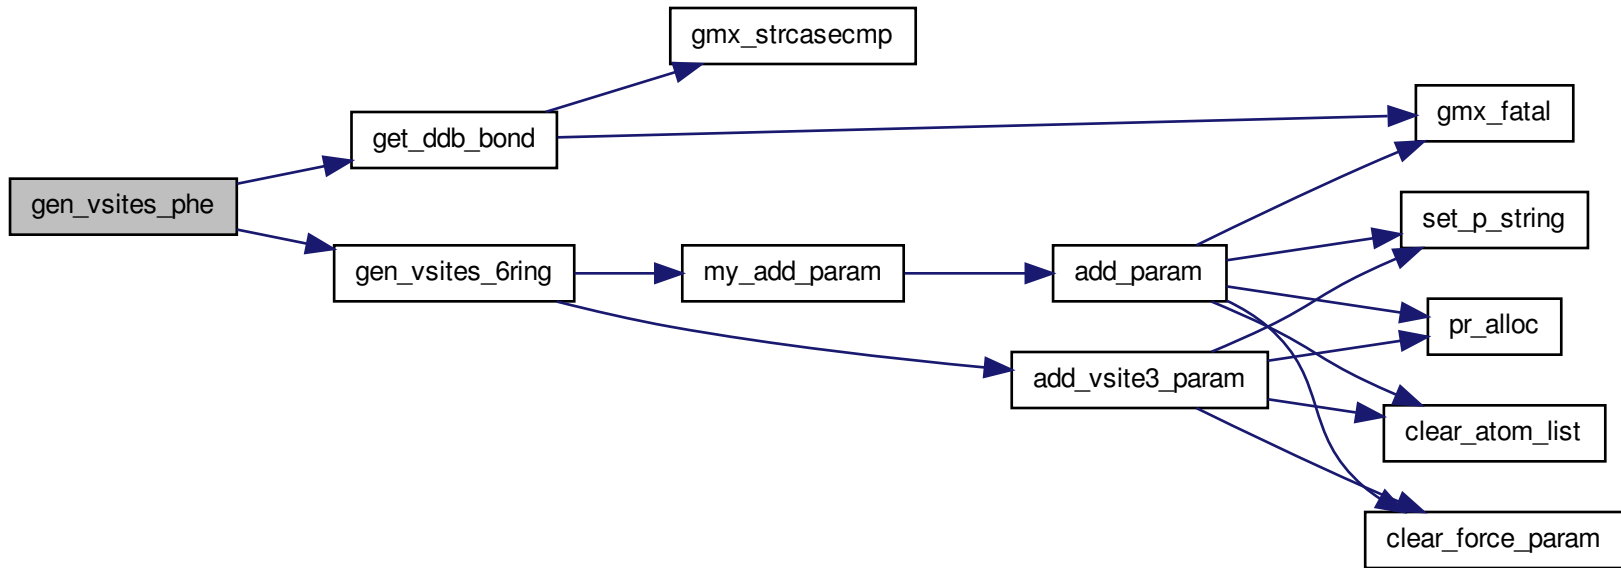 gmx_strcasecmp
gmx_fatal
get_ddb_bond
gen_vsites_phe
set_p_string
gen_vsites_6ring
my_add_param
add_param
pr_alloc
add_vsite3_param
clear_atom_list
clear_force_param